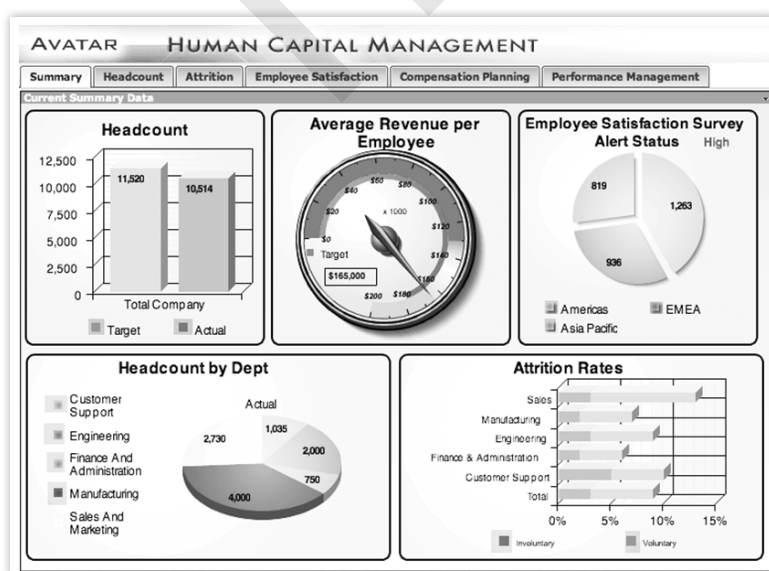 AVATAR HUMAN CAPITAL MANAGEMENT
Summary Headcount Attrition Employee Satisfaction Compensation Planning Performance Management
Current Summary Data
Headcount
12,500
10,000
7,500
5,000
2,500
0
11,520
10,514
Total Company
Target Actual
Average Revenue per
Employee
$0
$20
$40
$60
$80
$100
$120
$140
$160
$180
$200
x 1000
Target
$165,000
Employee Satisfaction Survey
Alert Status High
819
1,263
936
Americas EMEA
Asia Pacific
Headcount by Dept
Actual
Customer
Support
Engineering
Finance And
Administration
Manufacturing
Sales And
Marketing
1,035
2,000
750
4,000
2,730
Attrition Rates
Sales
Manufacturing
Engineering
Finance & Administration
Customer Support
Total
0% 5% 10% 15%
Involuntary Voluntary